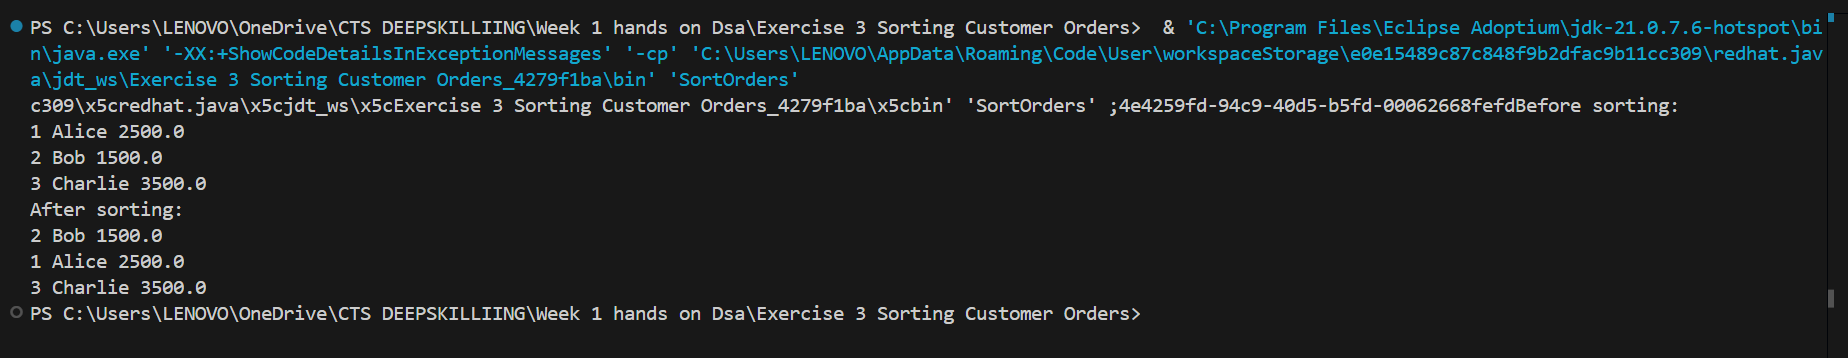 PS C:\Users\LENOVO\OneDrive\CTS DEEPSKILLIING\Week 1 hands on Dsa\Exercise 3 Sorting Customer Orders>  & 'C:\Program Files\Eclipse Adoptium\jdk-21.0.7.6-hotspot\bi
n\java.exe' '-XX:+ShowCodeDetailsInExceptionMessages' '-cp' 'C:\Users\LENOVO\AppData\Roaming\Code\User\workspaceStorage\e0e15489c87c848f9b2dfac9b11cc309\redhat.jav
a\jdt_ws\Exercise 3 Sorting Customer Orders_4279f1ba\bin' 'SortOrders'
c309\x5credhat.java\x5cjdt_ws\x5cExercise 3 Sorting Customer Orders_4279f1ba\x5cbin' 'SortOrders' ;4e4259fd-94c9-40d5-b5fd-00062668fefdBefore sorting:
1 Alice 2500.0
2 Bob 1500.0
3 Charlie 3500.0
After sorting:
2 Bob 1500.0
1 Alice 2500.0
3 Charlie 3500.0
PS C:\Users\LENOVO\OneDrive\CTS DEEPSKILLIING\Week 1 hands on Dsa\Exercise 3 Sorting Customer Orders>